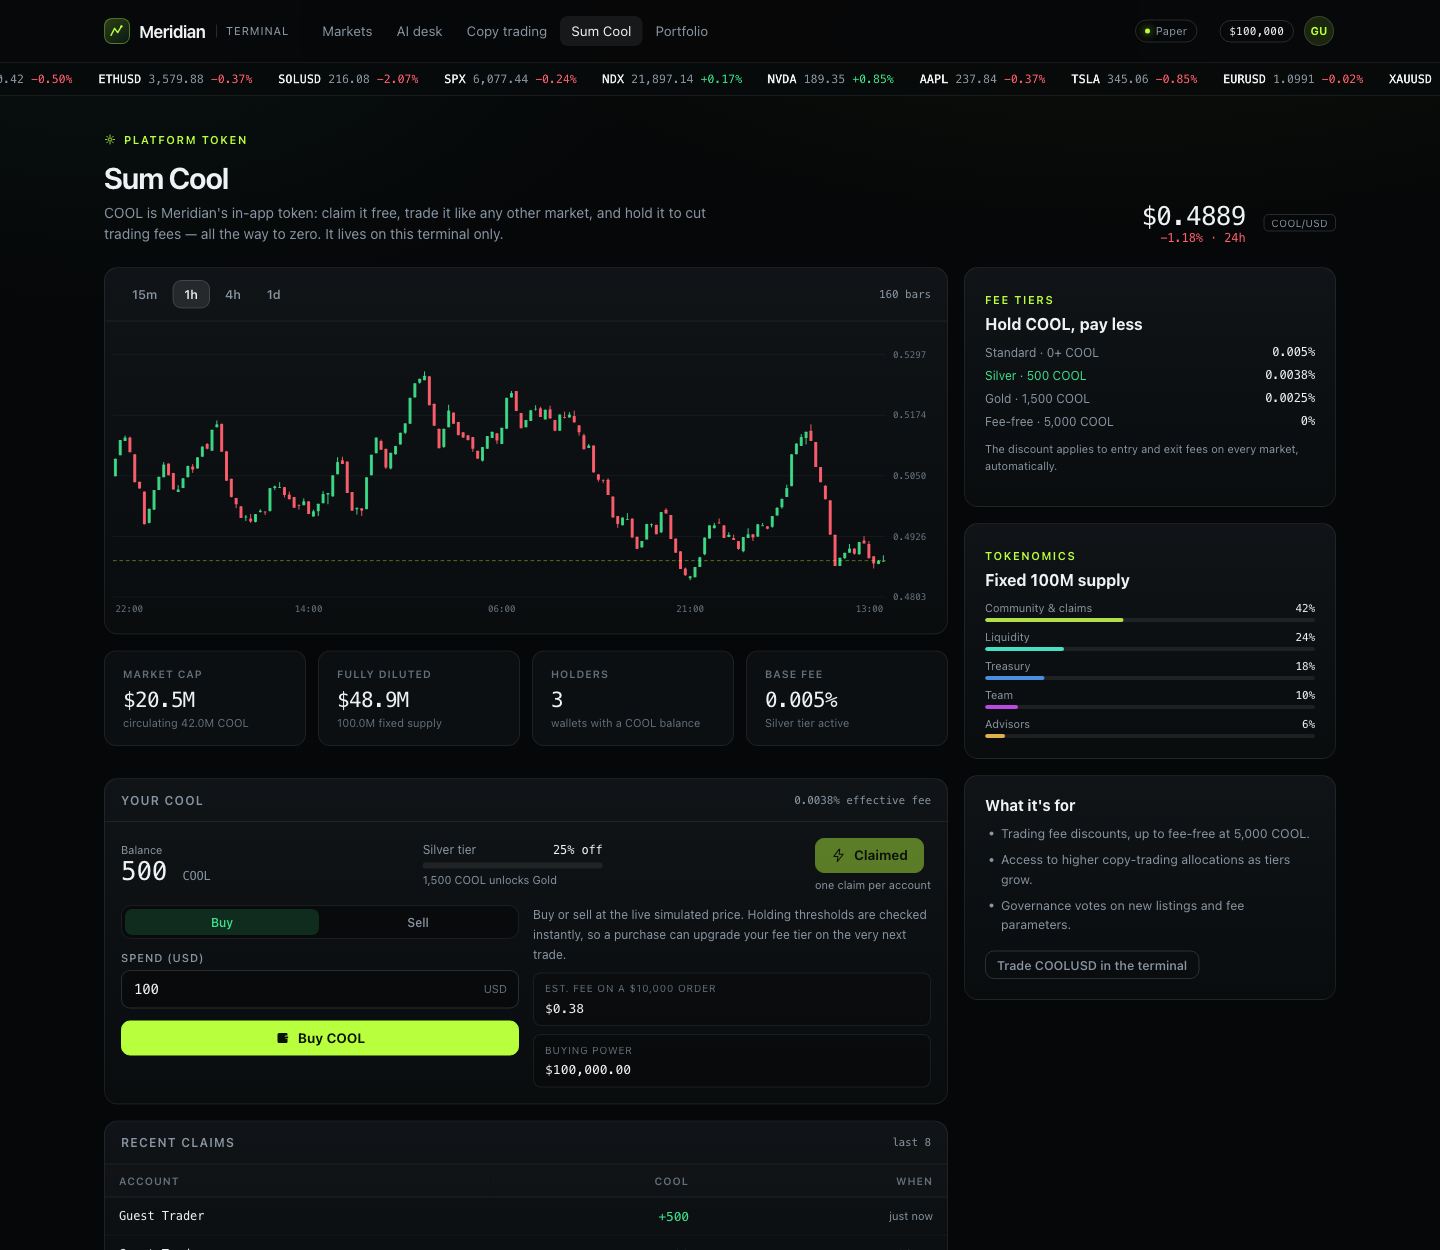 Meridian TERMINAL Markets AI desk Copy trading Sum Cool Portfolio Paper $100,000 GU
0.42 −0.50% ETHUSD 3,579.88 −0.37% SOLUSD 216.08 −2.07% SPX 6,077.44 −0.24% NDX 21,897.14 +0.17% NVDA 189.35 +0.85% AAPL 237.84 −0.37% TSLA 345.06 −0.85% EURUSD 1.0991 −0.02% XAUUSD
PLATFORM TOKEN
Sum Cool
COOL is Meridian's in-app token: claim it free, trade it like any other market, and hold it to cut
trading fees — all the way to zero. It lives on this terminal only.
$0.4889
−1.18% · 24h
COOL/USD
15m 1h 4h 1d 160 bars
0.5297
0.5174
0.5050
0.4926
0.4803
22:00 14:00 06:00 21:00 13:00
MARKET CAP
$20.5M
circulating 42.0M COOL
FULLY DILUTED
$48.9M
100.0M fixed supply
HOLDERS
3
wallets with a COOL balance
BASE FEE
0.005%
Silver tier active
YOUR COOL 0.0038% effective fee
Balance
500 COOL
Silver tier 25% off
1,500 COOL unlocks Gold
Claimed
one claim per account
Buy Sell
SPEND (USD)
100 USD
Buy COOL
Buy or sell at the live simulated price. Holding thresholds are checked
instantly, so a purchase can upgrade your fee tier on the very next
trade.
EST. FEE ON A $10,000 ORDER
$0.38
BUYING POWER
$100,000.00
RECENT CLAIMS last 8
ACCOUNT COOL WHEN
Guest Trader +500 just now
FEE TIERS
Hold COOL, pay less
Standard · 0+ COOL 0.005%
Silver · 500 COOL 0.0038%
Gold · 1,500 COOL 0.0025%
Fee-free · 5,000 COOL 0%
The discount applies to entry and exit fees on every market,
automatically.
TOKENOMICS
Fixed 100M supply
Community & claims 42%
Liquidity 24%
Treasury 18%
Team 10%
Advisors 6%
What it's for
• Trading fee discounts, up to fee-free at 5,000 COOL.
• Access to higher copy-trading allocations as tiers
grow.
• Governance votes on new listings and fee
parameters.
Trade COOLUSD in the terminal